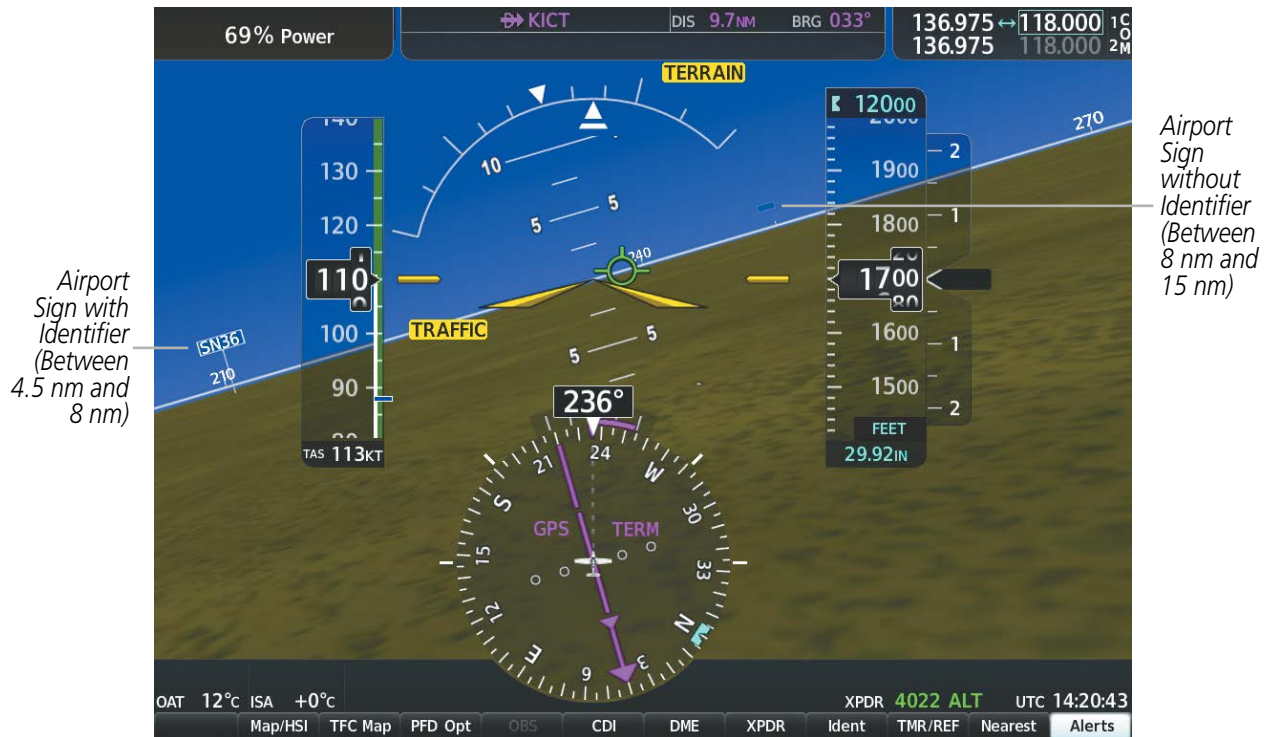 69% Power
KICT
DIS 9.7NM BRG 033°
136.975 ↔ 118.000 1
136.975 118.000 2
COM
TERRAIN
12000
270
130
120
110
100
90
TAS 113KT
10
5 5
5 5
240
210
SN36
TRAFFIC
1900
1800
1700
20
80
1600
1500
2
1
1
2
FEET
29.92IN
236°
21 24 W 30 33 N 3 E 6 12 15 S
GPS TERM
OAT 12°C ISA +0°C
XPDR 4022 ALT UTC 14:20:43
Map/HSI TFC Map PFD Opt OBS CDI DME XPDR Ident TMR/REF Nearest Alerts
Airport
Sign with
Identifier
(Between
4.5 nm and
8 nm)
Airport
Sign
without
Identifier
(Between
8 nm and
15 nm)